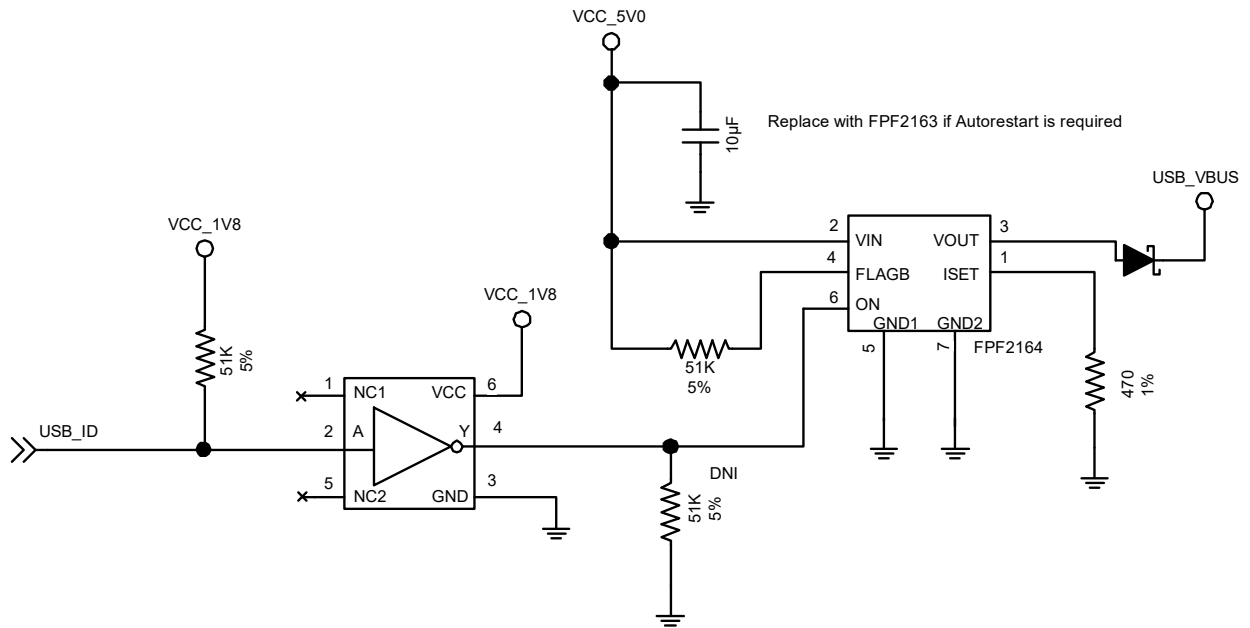 VCC_5V0
10µF
Replace with FPF2163 if Autorestart is required
USB_VBUS
VCC_1V8
2
VIN
VOUT
3
4
FLAGB
ISET
1
6
ON
GND1
GND2
5
7
FPF2164
VCC_1V8
51K
5%
51K
5%
470
1%
1
NC1
VCC
6
USB_ID
2
A
Y
4
5
NC2
GND
3
DNI
51K
5%